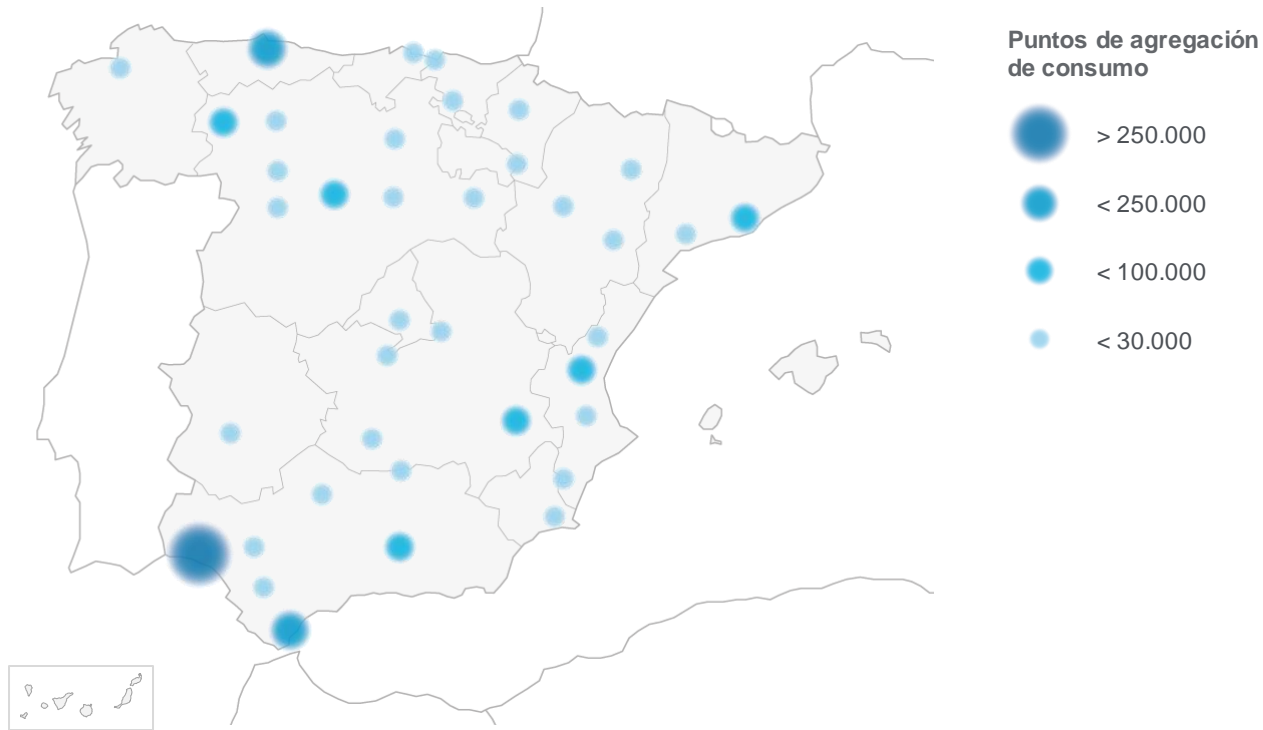 Puntos de agregación
de consumo
> 250.000
< 250.000
< 100.000
< 30.000